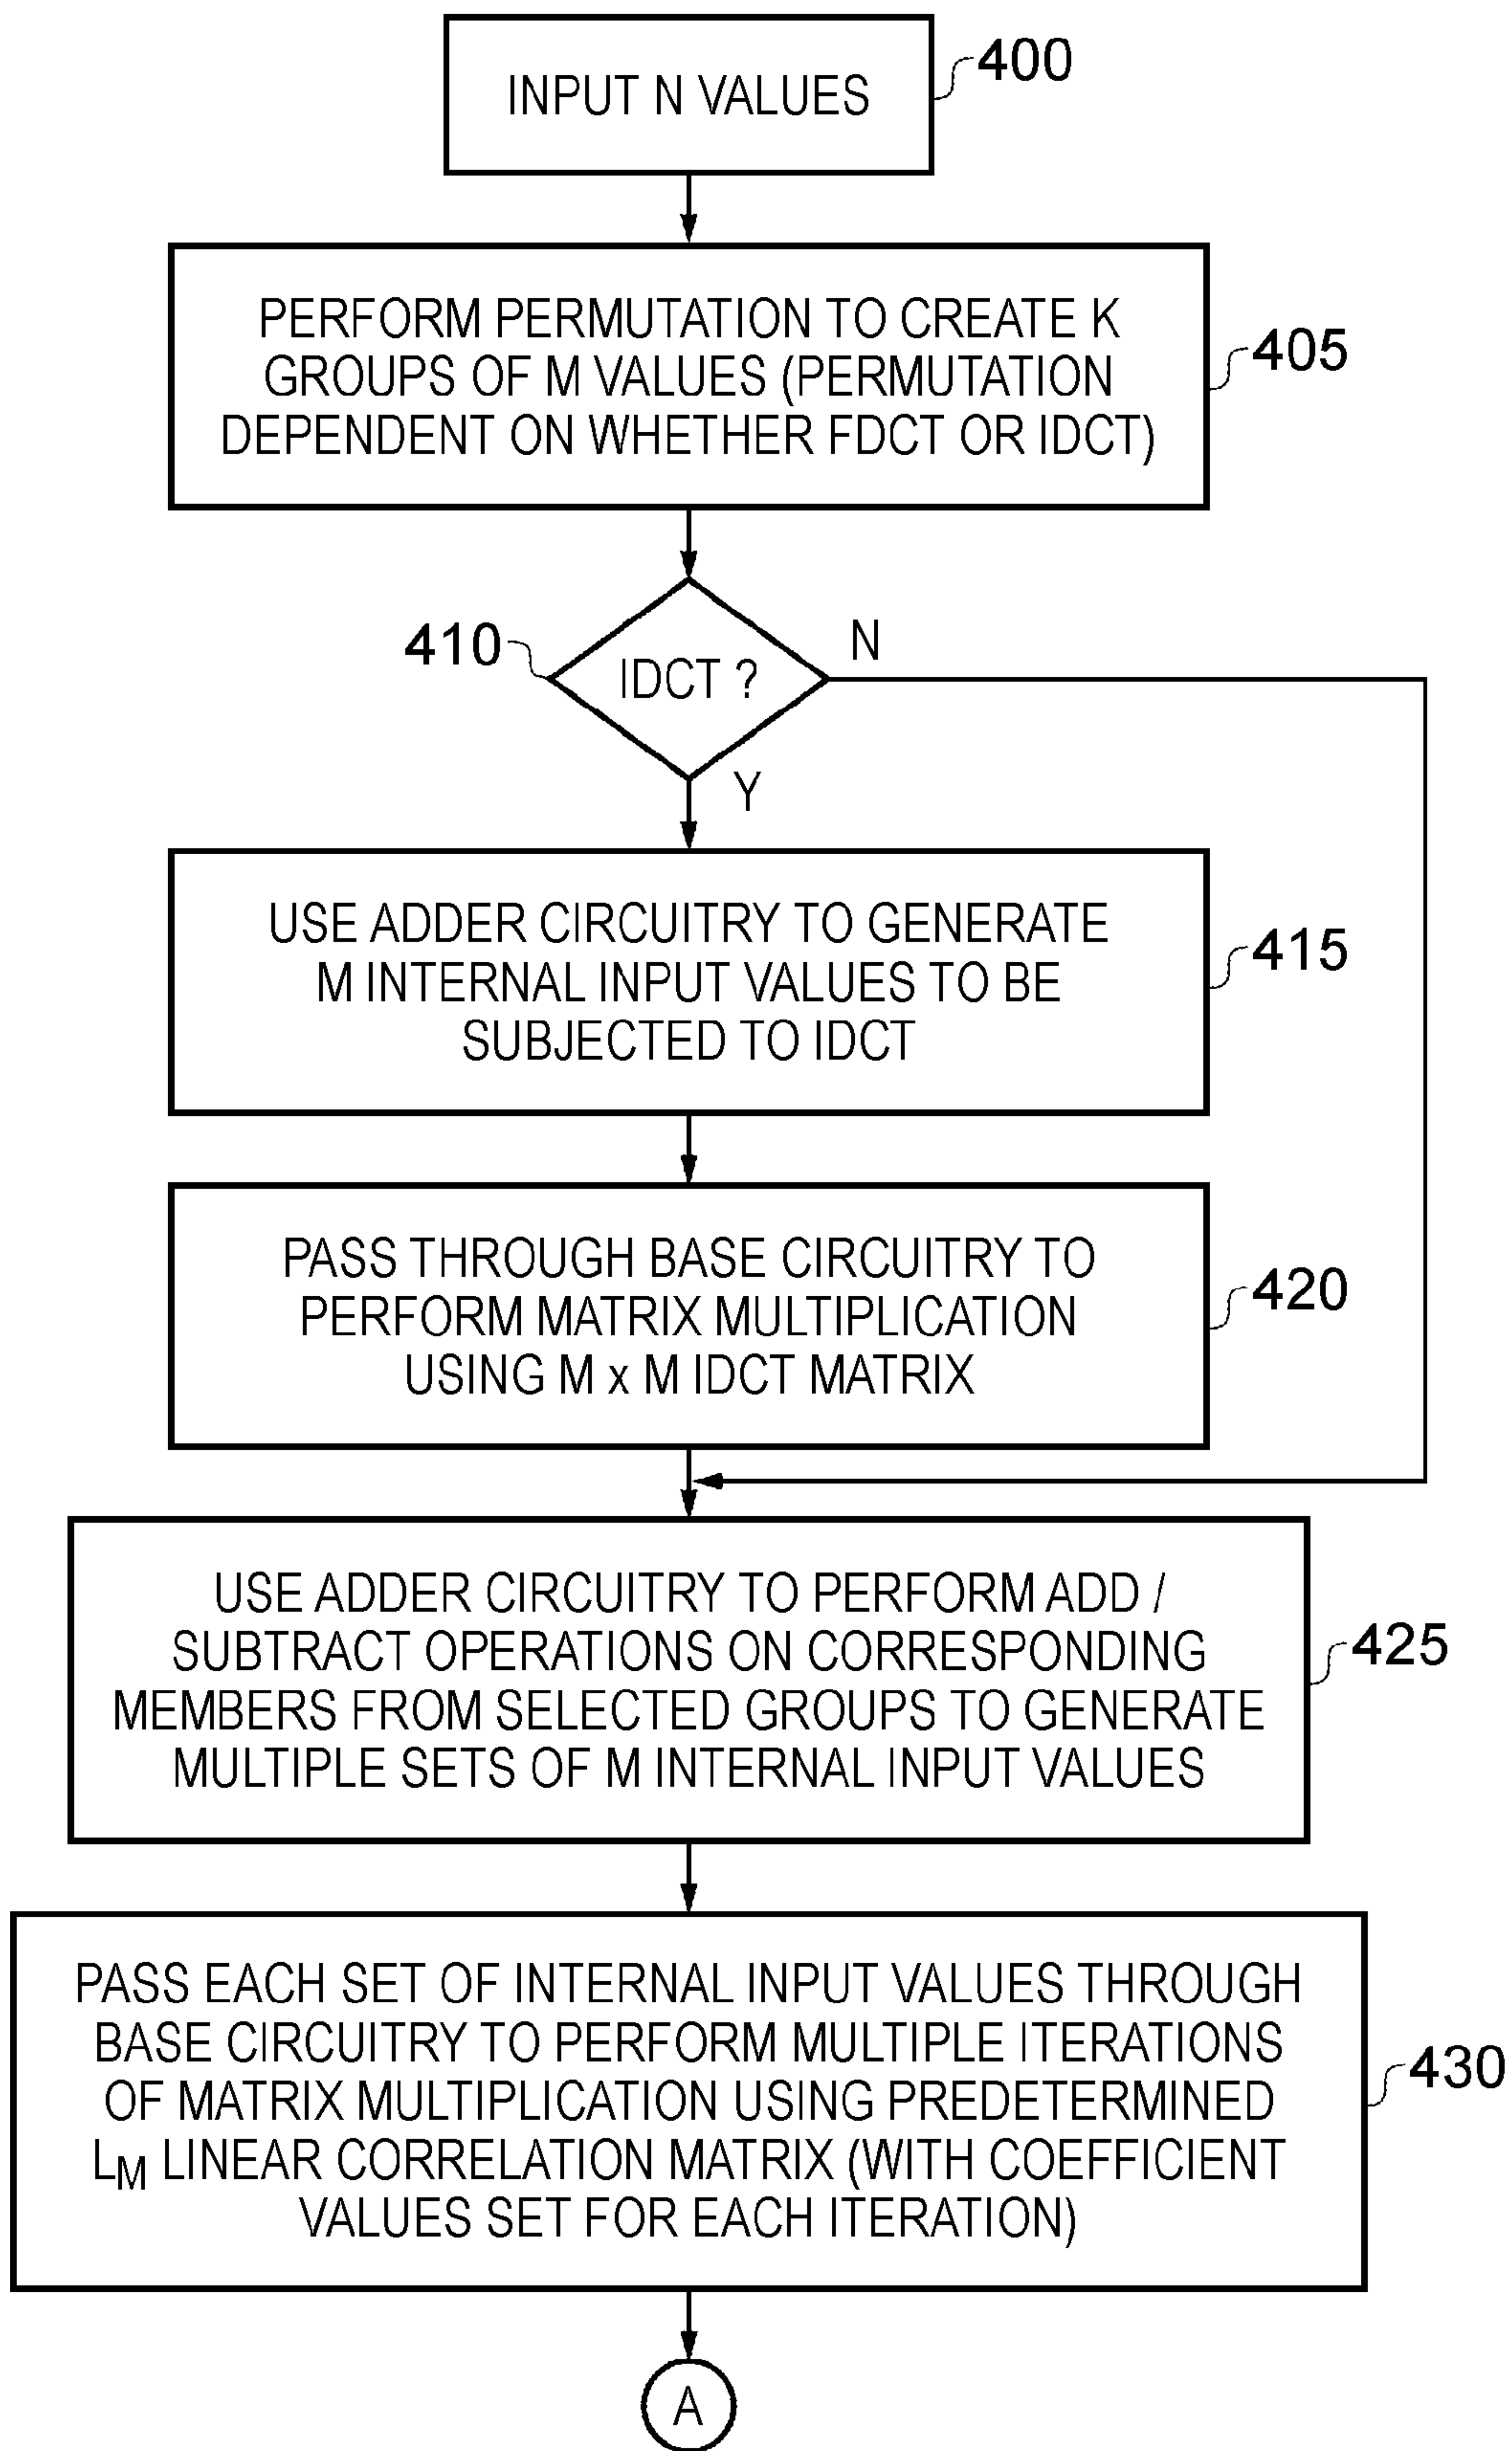 INPUT N VALUES
400
PERFORM PERMUTATION TO CREATE K
GROUPS OF M VALUES (PERMUTATION
DEPENDENT ON WHETHER FDCT OR IDCT)
405
410
IDCT ?
N
Y
USE ADDER CIRCUITRY TO GENERATE
M INTERNAL INPUT VALUES TO BE
SUBJECTED TO IDCT
415
PASS THROUGH BASE CIRCUITRY TO
PERFORM MATRIX MULTIPLICATION
USING M x M IDCT MATRIX
420
USE ADDER CIRCUITRY TO PERFORM ADD /
SUBTRACT OPERATIONS ON CORRESPONDING
MEMBERS FROM SELECTED GROUPS TO GENERATE
MULTIPLE SETS OF M INTERNAL INPUT VALUES
425
PASS EACH SET OF INTERNAL INPUT VALUES THROUGH
BASE CIRCUITRY TO PERFORM MULTIPLE ITERATIONS
OF MATRIX MULTIPLICATION USING PREDETERMINED
LM LINEAR CORRELATION MATRIX (WITH COEFFICIENT
VALUES SET FOR EACH ITERATION)
430
A